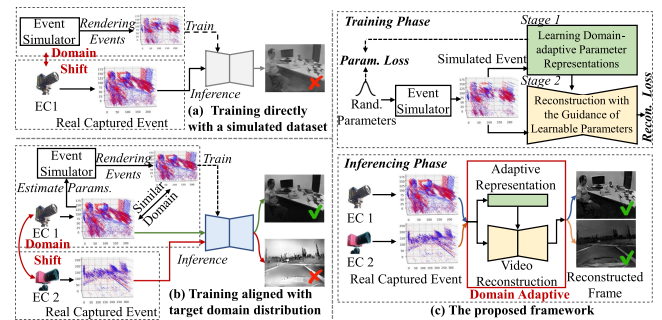 Event
Simulator
Rendering
Events
Train
Domain
Shift
EC1
Inference
Real Captured Event
(a) Training directly
with a simulated dataset
Event
Simulator
Rendering
Events
Train
Estimate Params.
Similar
Domain
EC 1
Domain
Shift
Inference
EC 2
Real Captured Event
(b) Training aligned with
target domain distribution
Training Phase
Stage 1
Learning Domain-
adaptive Parameter
Representations
Param. Loss
Simulated Event
Stage 2
Rand.
Parameters
Event
Simulator
Reconstruction with
the Guidance of
Learnable Parameters
Recon. Loss
Inferencing Phase
Adaptive
Representation
EC 1
EC 2
Video
Reconstruction
Real Captured Event
Domain Adaptive
Reconstructed
Frame
(c) The proposed framework